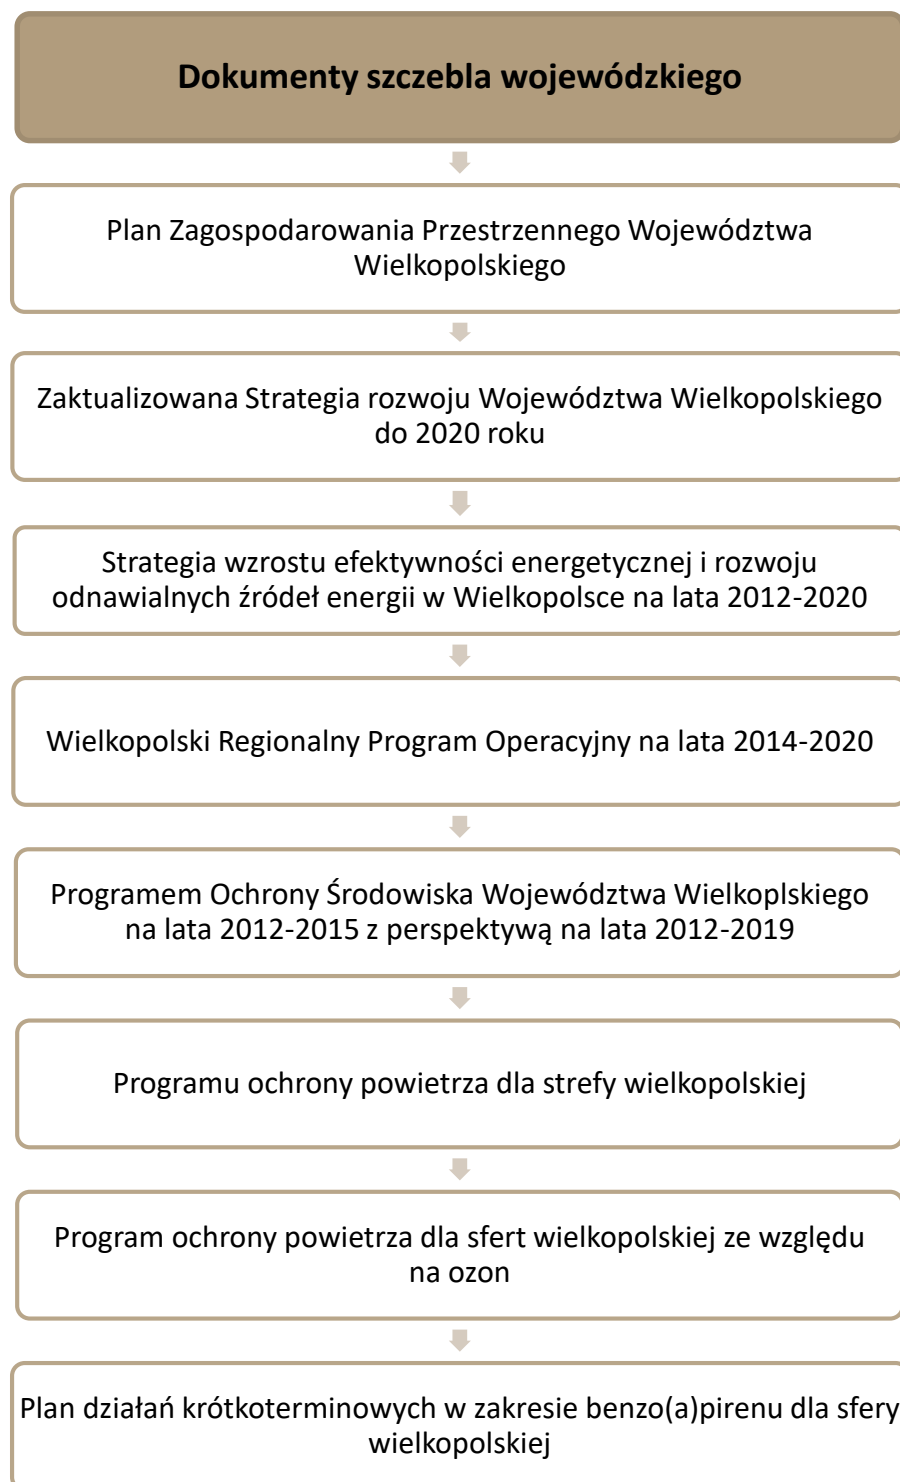 Dokumenty szczebla wojewódzkiego
Plan Zagospodarowania Przestrzennego Województwa
Wielkopolskiego
Zaktualizowana Strategia rozwoju Województwa Wielkopolskiego
do 2020 roku
Strategia wzrostu efektywności energetycznej i rozwoju
odnawialnych źródeł energii w Wielkopolsce na lata 2012-2020
Wielkopolski Regionalny Program Operacyjny na lata 2014-2020
Programem Ochrony Środowiska Województwa Wielkoplskiego
na lata 2012-2015 z perspektywą na lata 2012-2019
Programu ochrony powietrza dla strefy wielkopolskiej
Program ochrony powietrza dla sfert wielkopolskiej ze względu
na ozon
Plan działań krótkoterminowych w zakresie benzo(a)pirenu dla sfery
wielkopolskiej